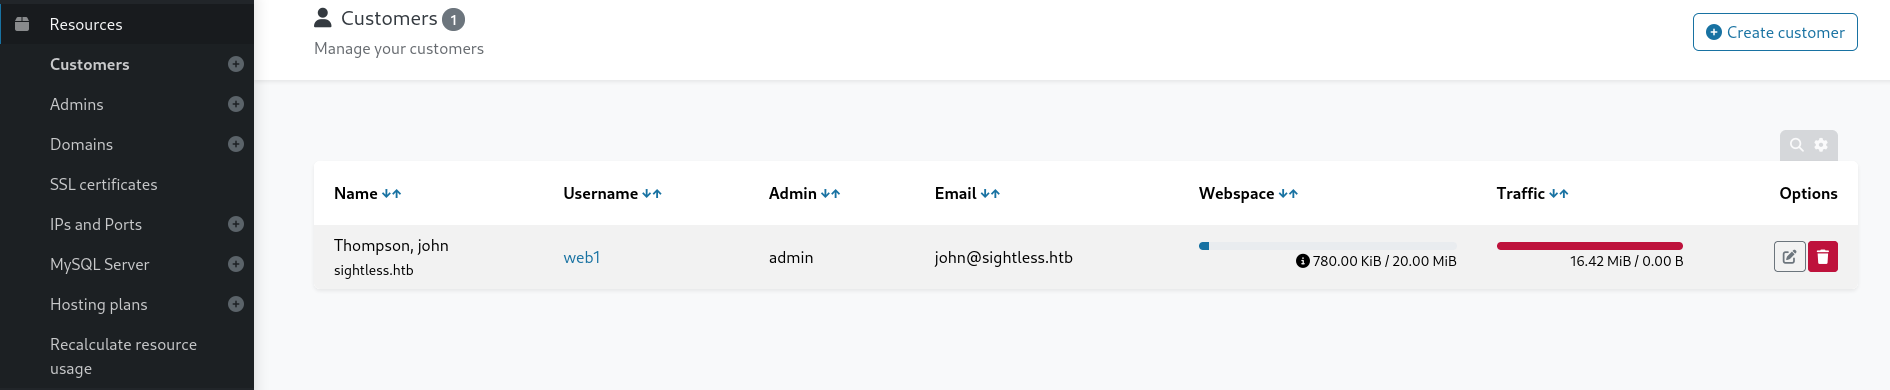 Resources
Customers
Admins
Domains
SSL certificates
IPs and Ports
MySQL Server
Hosting plans
Recalculate resource
usage
Customers 1
Manage your customers
Create customer
Name Username Admin Email Webspace Traffic Options
Thompson, john
sightless.htb
web1
admin
john@sightless.htb
780.00 KiB / 20.00 MiB
16.42 MiB / 0.00 B